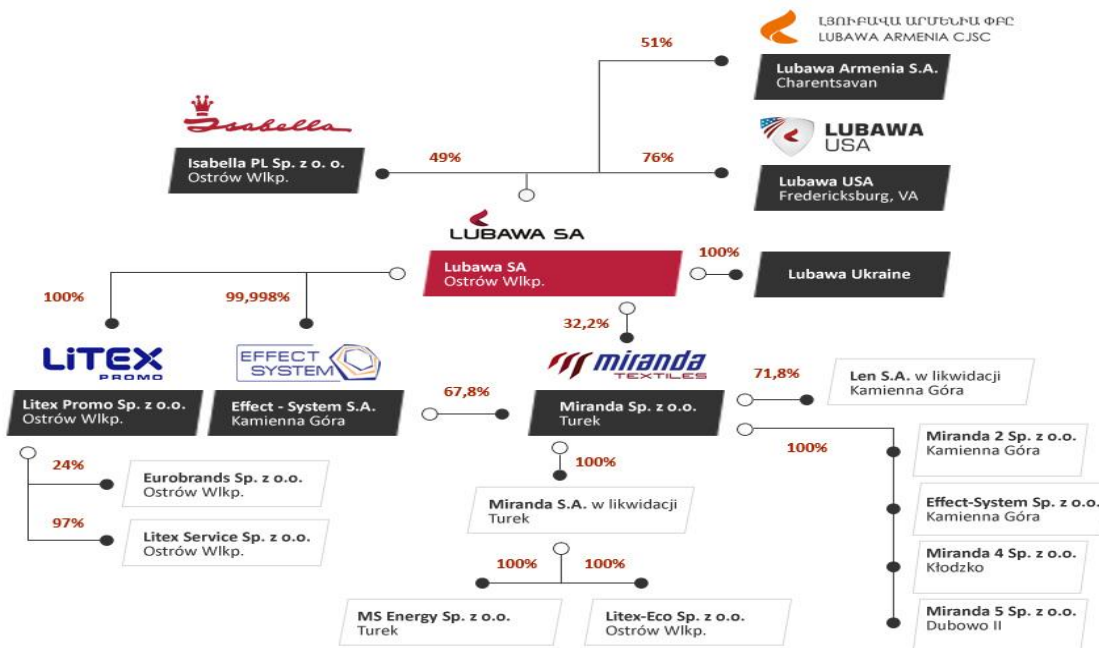 ԼՅՈՒԲԱՎԱ ԱՐՄԵՆԻԱ ՓԲԸ
LUBAWA ARMENIA CJSC
51%
Lubawa Armenia S.A.
Charentsavan
Isabella
Isabella PL Sp. z o. o.
Ostrów Wlkp.
49%
76%
LUBAWA
USA
Lubawa USA
Fredericksburg, VA
LUBAWA SA
Lubawa SA
Ostrów Wlkp.
100%
Lubawa Ukraine
100%
99,998%
32,2%
LiTEX
PROMO
EFFECT
SYSTEM
miranda
TEXTILES
71,8%
Len S.A. w likwidacji
Kamienna Góra
Litex Promo Sp. z o.o.
Ostrów Wlkp.
Effect - System S.A.
Kamienna Góra
67,8%
Miranda Sp. z o.o.
Turek
100%
Miranda 2 Sp. z o.o.
Kamienna Góra
24%
Eurobrands Sp. z o.o.
Ostrów Wlkp.
100%
Miranda S.A. w likwidacji
Turek
Effect-System Sp. z o.o.
Kamienna Góra
97%
Litex Service Sp. z o.o.
Ostrów Wlkp.
Miranda 4 Sp. z o.o.
Kłodzko
100%
100%
MS Energy Sp. z o.o.
Turek
Litex-Eco Sp. z o.o.
Ostrów Wlkp.
Miranda 5 Sp. z o.o.
Dubowo II